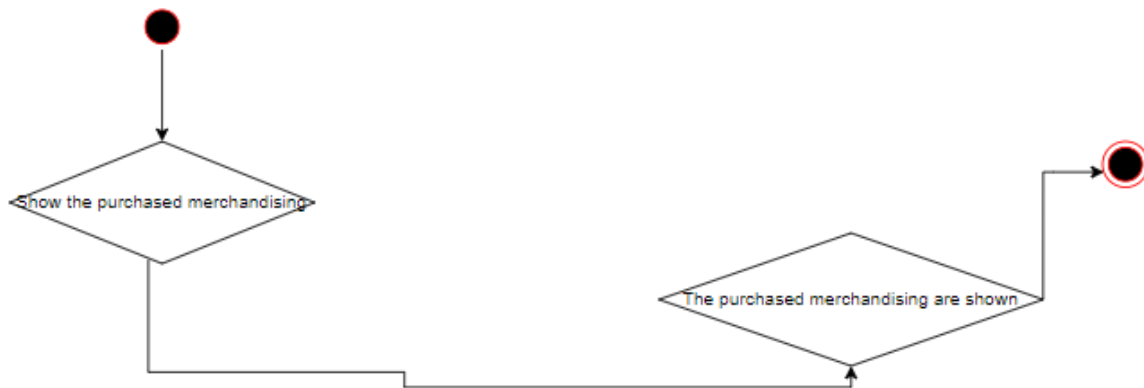 Show the purchased merchandising
The purchased merchandising are shown